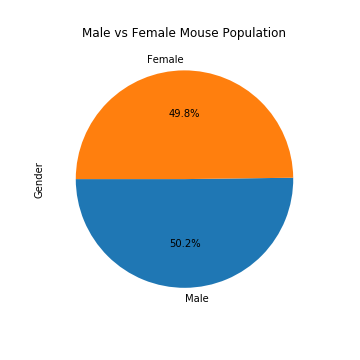 Male vs Female Mouse Population
Female
49.8%
Gender
50.2%
Male